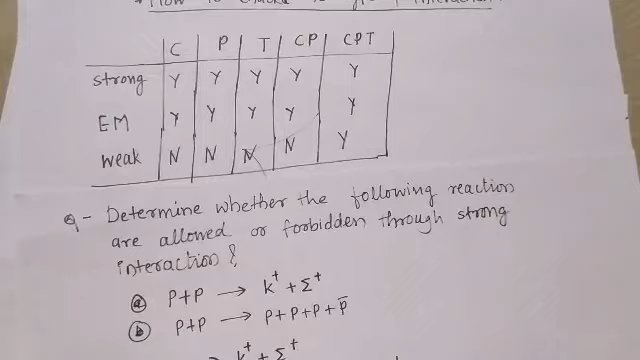 C P T CP CPT
strong Y Y Y Y Y
EM Y Y Y Y Y
weak N N N N Y
Q - Determine whether the following reaction
are allowed or forbidden through strong
interaction ?
(a) P+P → K⁺ + Σ⁺
(b) P+P → P+P+P+p̄
K⁺ + Σ⁺